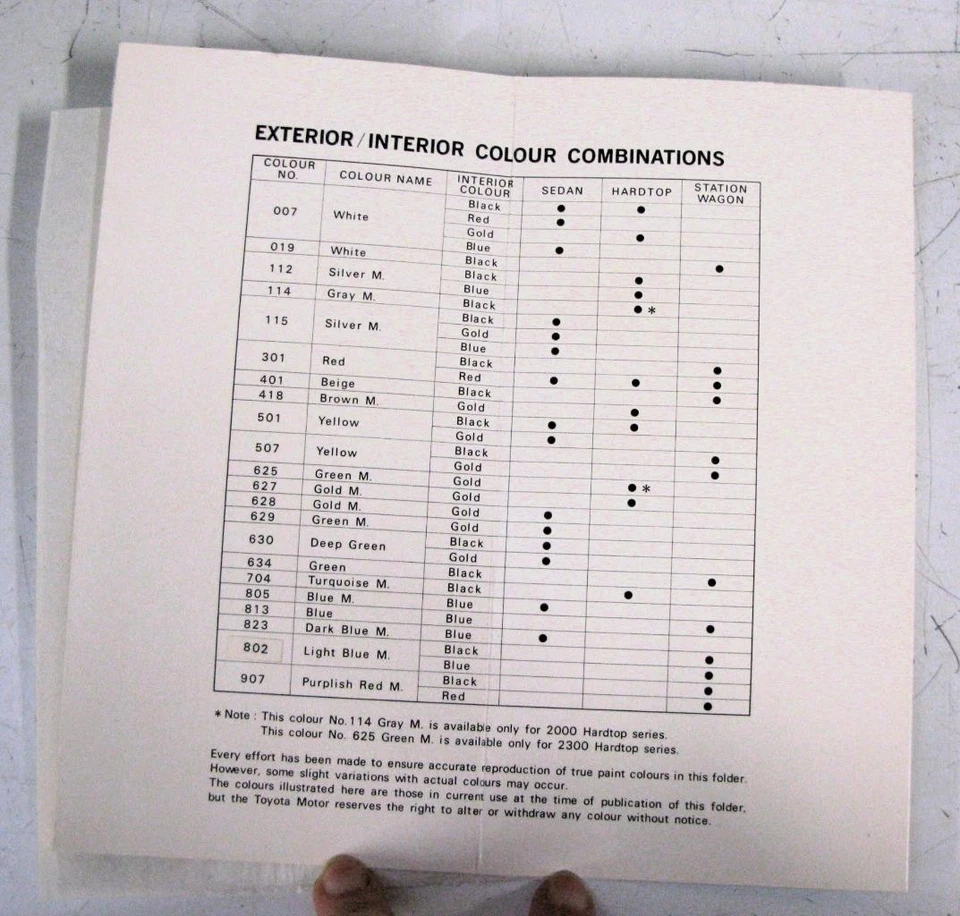 EXTERIOR/INTERIOR COLOUR COMBINATIONS
COLOUR NO. COLOUR NAME INTERIOR COLOUR SEDAN HARDTOP STATION WAGON
007 White Black ● ●
Red ●
Gold ●
Blue ●
019 White Black ●
112 Silver M. Black ●
Blue ●
114 Gray M. Black ●*
115 Silver M. Black ●
Gold ●
Blue ●
301 Red Black ●
Red ● ● ●
401 Beige Black ●
418 Brown M. Gold ●
501 Yellow Black ● ●
Gold ●
507 Yellow Black ●
Gold ●
625 Green M. Gold ●*
627 Gold M. Gold ●
628 Gold M. Gold ●
629 Green M. Gold ●
630 Deep Green Black ●
Gold ●
634 Green Black ●
704 Turquoise M. Black ●
805 Blue M. Blue ●
813 Blue Blue ●
823 Dark Blue M. Blue ●
802 Light Blue M. Black ●
Blue ●
907 Purplish Red M. Black ●
Red ●
* Note : This colour No.114 Gray M. is available only for 2000 Hardtop series.
This colour No. 625 Green M. is available only for 2300 Hardtop series.
Every effort has been made to ensure accurate reproduction of true paint colours in this folder.
However, some slight variations with actual colours may occur.
The colours illustrated here are those in current use at the time of publication of this folder,
but the Toyota Motor reserves the right to alter or withdraw any colour without notice.